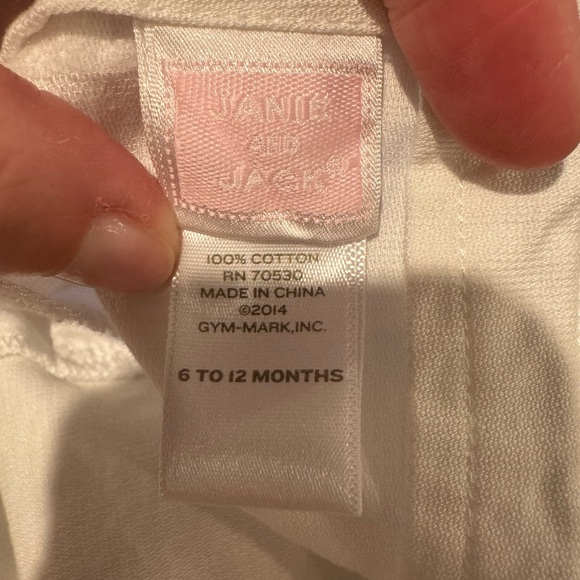 JANIE
AND
JACK®
100% COTTON
RN 70530
MADE IN CHINA
©2014
GYM-MARK,INC.
6 TO 12 MONTHS